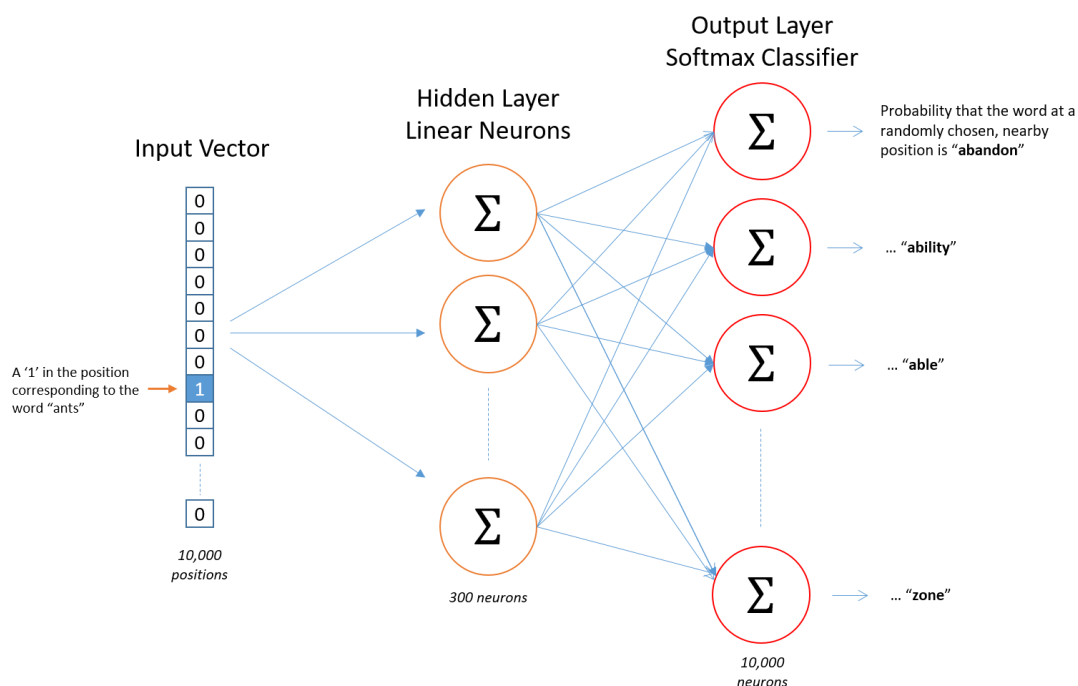 Output Layer
Softmax Classifier
Hidden Layer
Linear Neurons
Input Vector
0
0
0
0
0
0
0
1
0
0
0
A ‘1’ in the position
corresponding to the
word “ants”
10,000
positions
Σ
Σ
Σ
300 neurons
Σ
Σ
Σ
Σ
10,000
neurons
Probability that the word at a
randomly chosen, nearby
position is “abandon”
... “ability”
... “able”
... “zone”